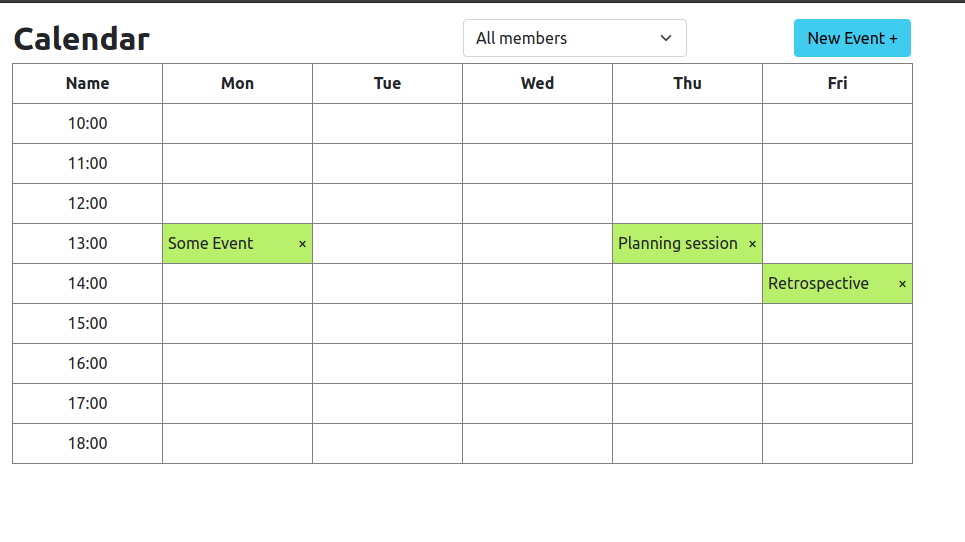 Calendar All members New Event +
Name Mon Tue Wed Thu Fri
10:00
11:00
12:00
13:00 Some Event × Planning session ×
14:00 Retrospective ×
15:00
16:00
17:00
18:00